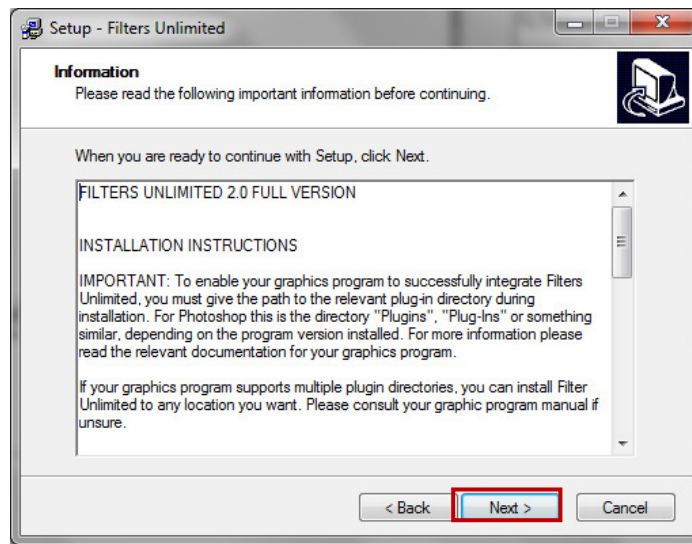 Setup - Filters Unlimited
Information
Please read the following important information before continuing.
When you are ready to continue with Setup, click Next.
FILTERS UNLIMITED 2.0 FULL VERSION
INSTALLATION INSTRUCTIONS
IMPORTANT: To enable your graphics program to successfully integrate Filters
Unlimited, you must give the path to the relevant plug-in directory during
installation. For Photoshop this is the directory "Plugins", "Plug-Ins" or something
similar, depending on the program version installed. For more information please
read the relevant documentation for your graphics program.
If your graphics program supports multiple plugin directories, you can install Filter
Unlimited to any location you want. Please consult your graphic program manual if
unsure.
< Back
Next >
Cancel